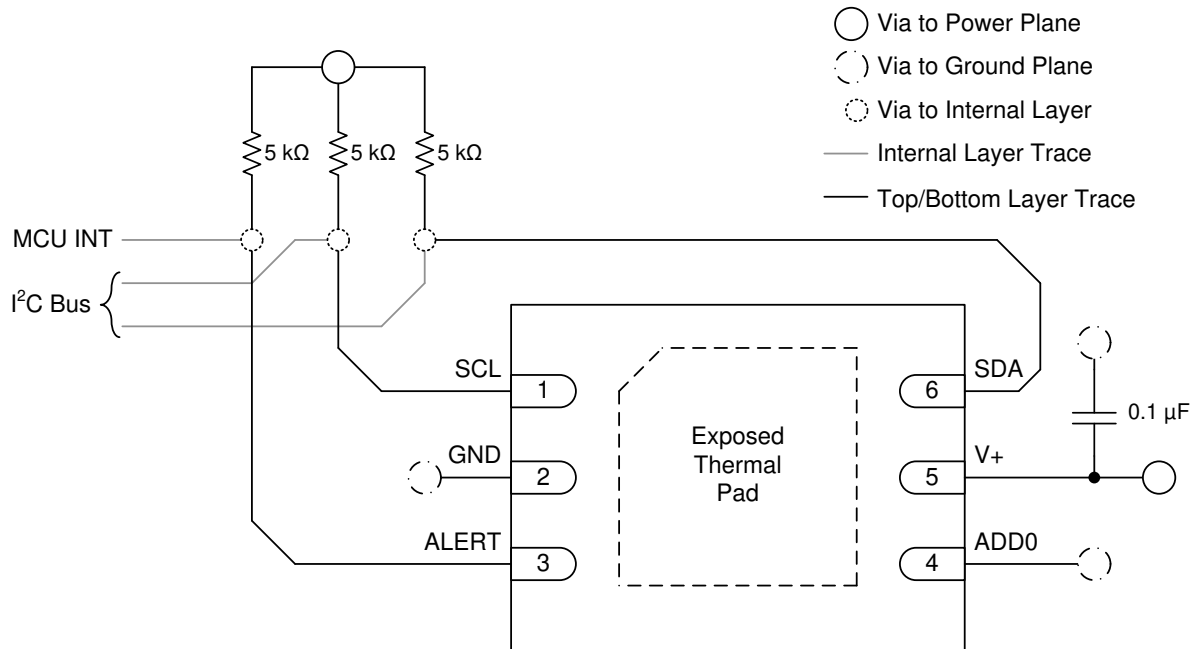 Via to Power Plane
Via to Ground Plane
Via to Internal Layer
Internal Layer Trace
Top/Bottom Layer Trace
5 kΩ
5 kΩ
5 kΩ
MCU INT
I²C Bus
SCL
1
GND
2
ALERT
3
Exposed
Thermal
Pad
SDA
6
V+
5
ADD0
4
0.1 µF